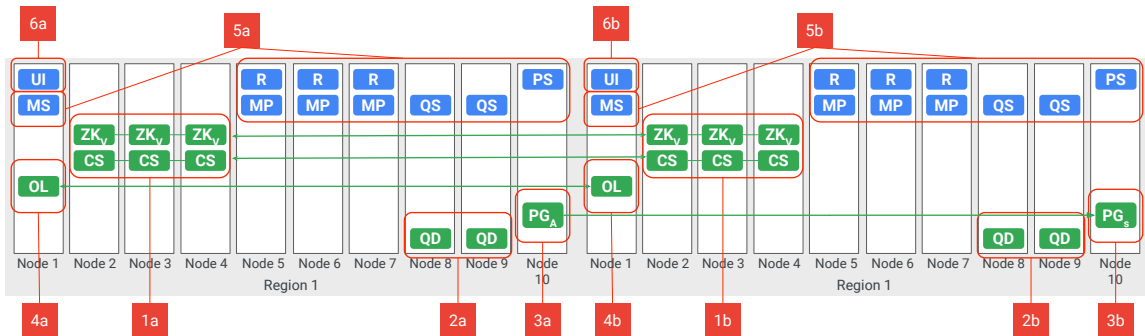 6a 5a 6b 5b
UI R R R PS UI R R R PS
MS MP MP MP QS QS MS MP MP MP QS QS
ZKV ZKV ZKV ZKV ZKV ZKV
CS CS CS CS CS CS
OL OL
PGA PGs
QD QD QD QD
Node 1 Node 2 Node 3 Node 4 Node 5 Node 6 Node 7 Node 8 Node 9 Node 10 Node 1 Node 2 Node 3 Node 4 Node 5 Node 6 Node 7 Node 8 Node 9 Node 10
Region 1 Region 1
4a 1a 2a 3a 4b 1b 2b 3b